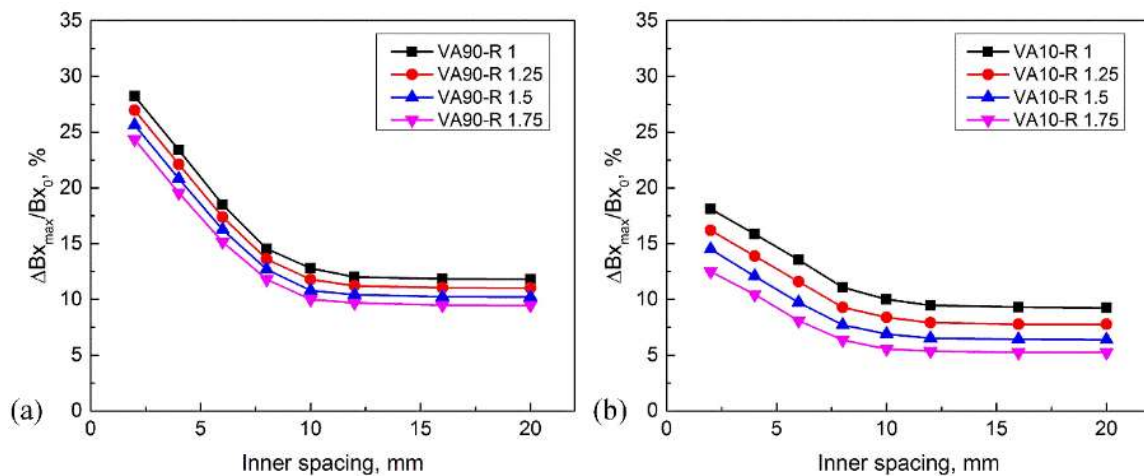 35
30
25
20
15
10
5
0
ΔBx_max/Bx_0, %
VA90-R 1
VA90-R 1.25
VA90-R 1.5
VA90-R 1.75
0 5 10 15 20
Inner spacing, mm
(a)
35
30
25
20
15
10
5
0
ΔBx_max/Bx_0, %
VA10-R 1
VA10-R 1.25
VA10-R 1.5
VA10-R 1.75
0 5 10 15 20
Inner spacing, mm
(b)